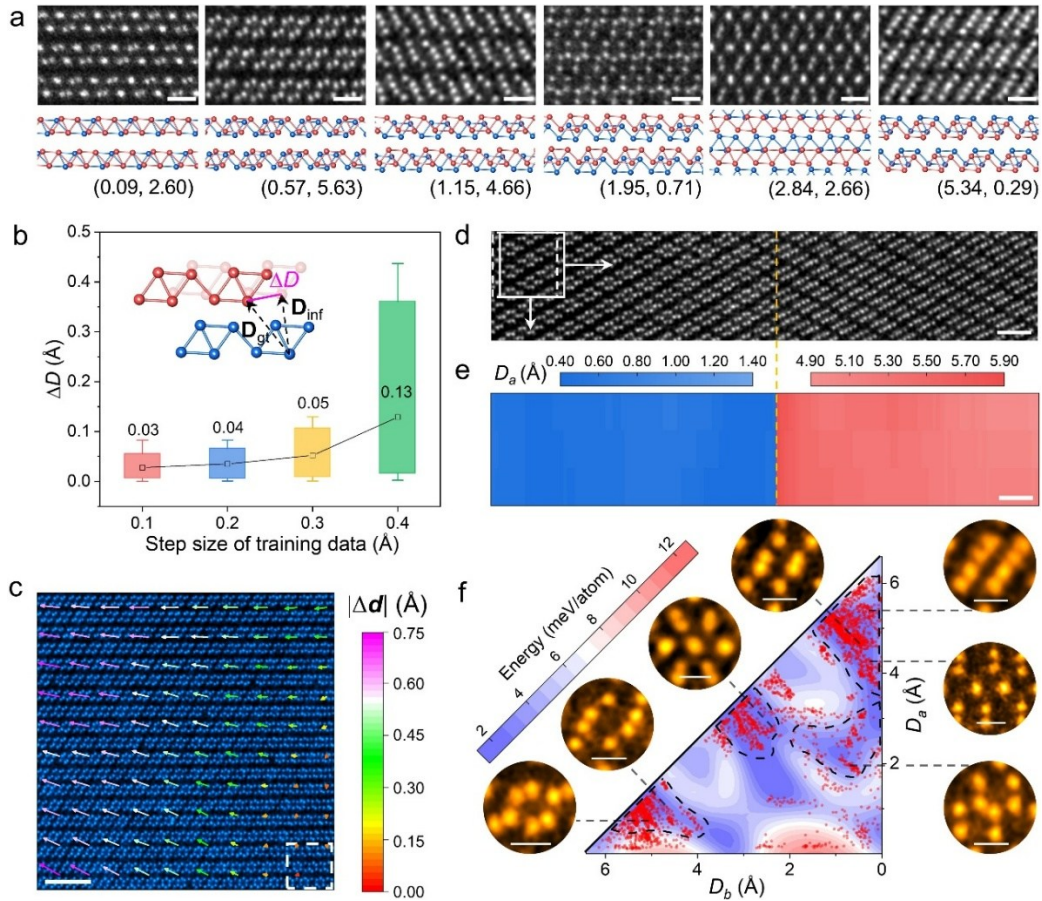 a
(0.09, 2.60) (0.57, 5.63) (1.15, 4.66) (1.95, 0.71) (2.84, 2.66) (5.34, 0.29)
b
ΔD (Å)
0.5
0.4
0.3
0.2
0.1
0.0
ΔD
D_inf
D_gt
0.03
0.04
0.05
0.13
0.1 0.2 0.3 0.4
Step size of training data (Å)
c
|Δd| (Å)
0.75
0.60
0.45
0.30
0.15
0.00
d
e
D_a (Å)
0.40 0.60 0.80 1.00 1.20 1.40
4.90 5.10 5.30 5.50 5.70 5.90
f
Energy (meV/atom)
2 4 6 8 10 12
6
4
2
D_a (Å)
6 4 2 0
D_b (Å)